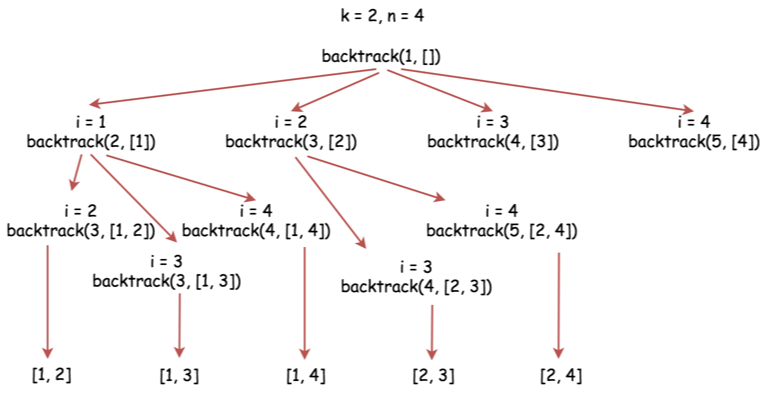 k = 2, n = 4
backtrack(1, [])
i = 1
backtrack(2, [1])
i = 2
backtrack(3, [2])
i = 3
backtrack(4, [3])
i = 4
backtrack(5, [4])
i = 2
backtrack(3, [1, 2])
i = 3
backtrack(3, [1, 3])
i = 4
backtrack(4, [1, 4])
i = 3
backtrack(4, [2, 3])
i = 4
backtrack(5, [2, 4])
[1, 2]
[1, 3]
[1, 4]
[2, 3]
[2, 4]